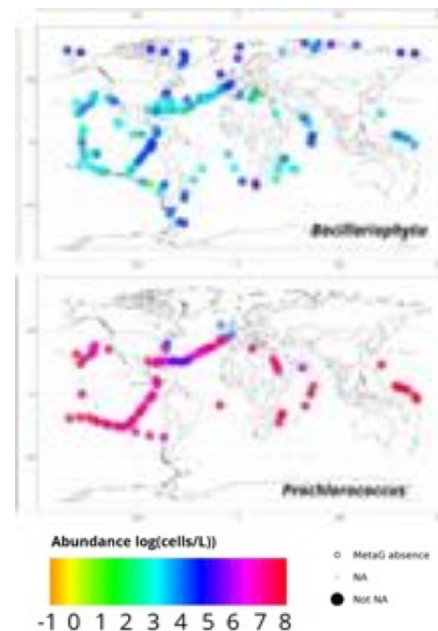 Bacillariophyta
Prochlorococcus
Abundance log(cells/L))
-1 0 1 2 3 4 5 6 7 8
MetaG absence
NA
Not NA